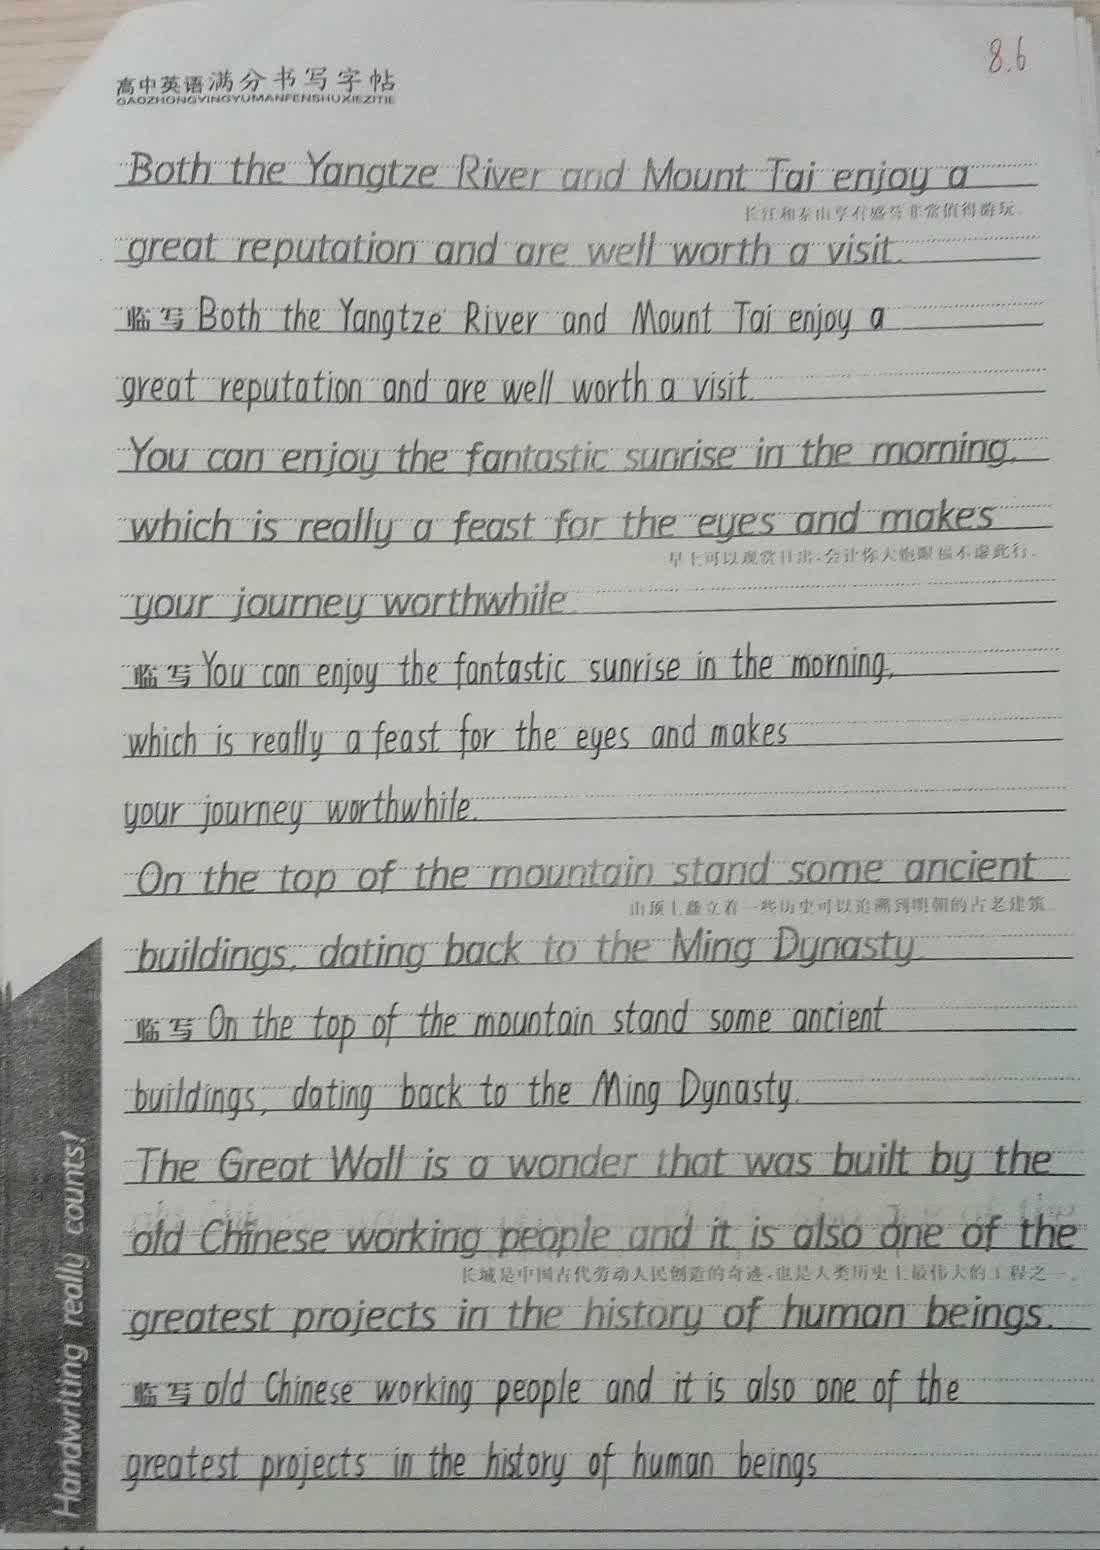 8.6
高中英语满分书写字帖
GAOZHONGYINGYUMANFENSHUXIEZITIE
Both the Yangtze River and Mount Tai enjoy a
长江和泰山享有盛誉非常值得游玩。
great reputation and are well worth a visit.
临写 Both the Yangtze River and Mount Tai enjoy a
great reputation and are well worth a visit.
You can enjoy the fantastic sunrise in the morning,
which is really a feast for the eyes and makes
早上可以观赏日出,会让你大饱眼福不虚此行。
your journey worthwhile.
临写 You can enjoy the fantastic sunrise in the morning,
which is really a feast for the eyes and makes
your journey worthwhile.
On the top of the mountain stand some ancient
山顶上矗立着一些历史可以追溯到明朝的古老建筑。
buildings, dating back to the Ming Dynasty.
临写 On the top of the mountain stand some ancient
buildings, dating back to the Ming Dynasty.
The Great Wall is a wonder that was built by the
old Chinese working people and it is also one of the
长城是中国古代劳动人民创造的奇迹,也是人类历史上最伟大的工程之一。
greatest projects in the history of human beings.
临写 old Chinese working people and it is also one of the
greatest projects in the history of human beings
Handwriting really counts!